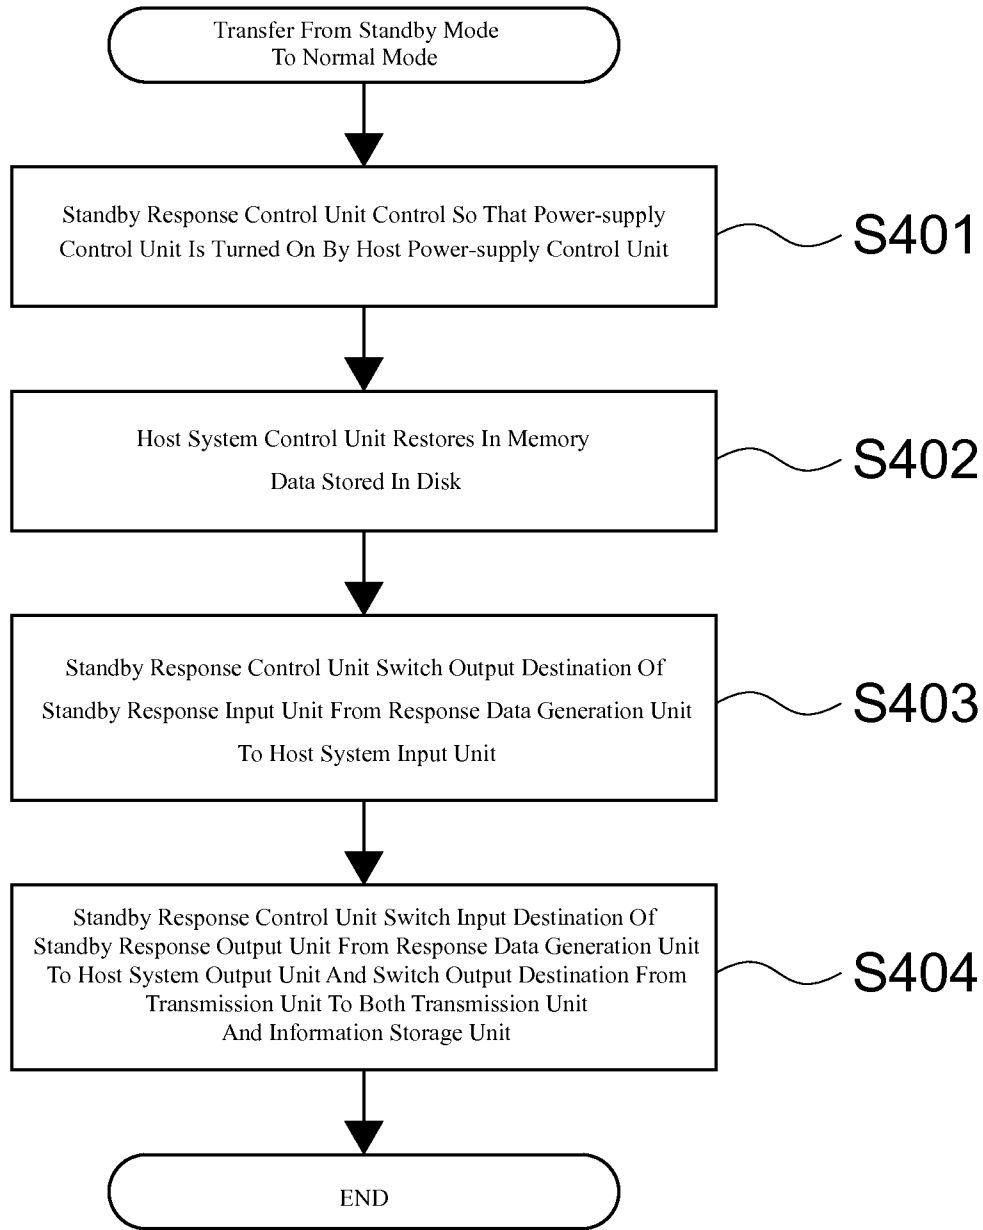 Transfer From Standby Mode
To Normal Mode
Standby Response Control Unit Control So That Power-supply
Control Unit Is Turned On By Host Power-supply Control Unit
S401
Host System Control Unit Restores In Memory
Data Stored In Disk
S402
Standby Response Control Unit Switch Output Destination Of
Standby Response Input Unit From Response Data Generation Unit
To Host System Input Unit
S403
Standby Response Control Unit Switch Input Destination Of
Standby Response Output Unit From Response Data Generation Unit
To Host System Output Unit And Switch Output Destination From
Transmission Unit To Both Transmission Unit
And Information Storage Unit
S404
END